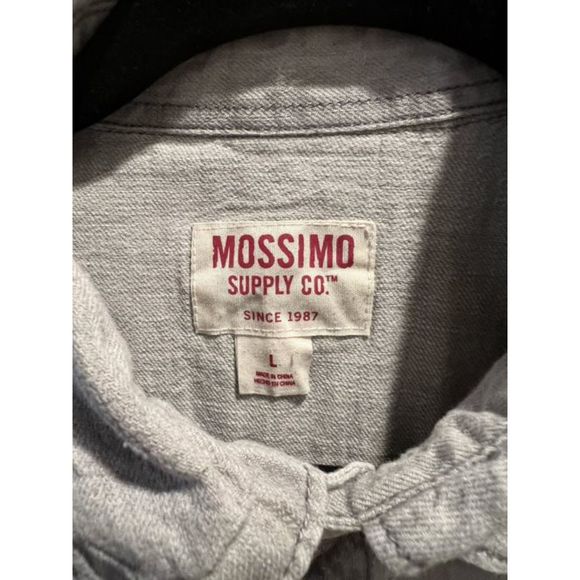 MOSSIMO
SUPPLY CO.™
SINCE 1987
L
MADE IN CHINA
HECHO EN CHINA